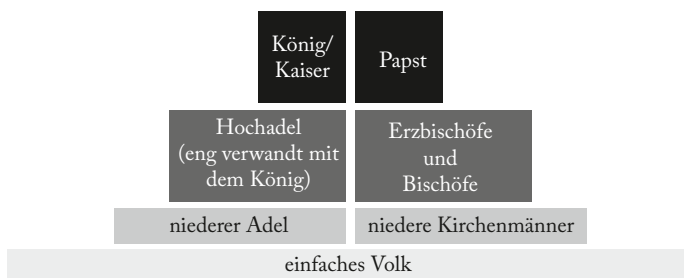 König/
Kaiser
Papst
Hochadel
(eng verwandt mit
dem König)
Erzbischöfe
und
Bischöfe
niederer Adel
niedere Kirchenmänner
einfaches Volk